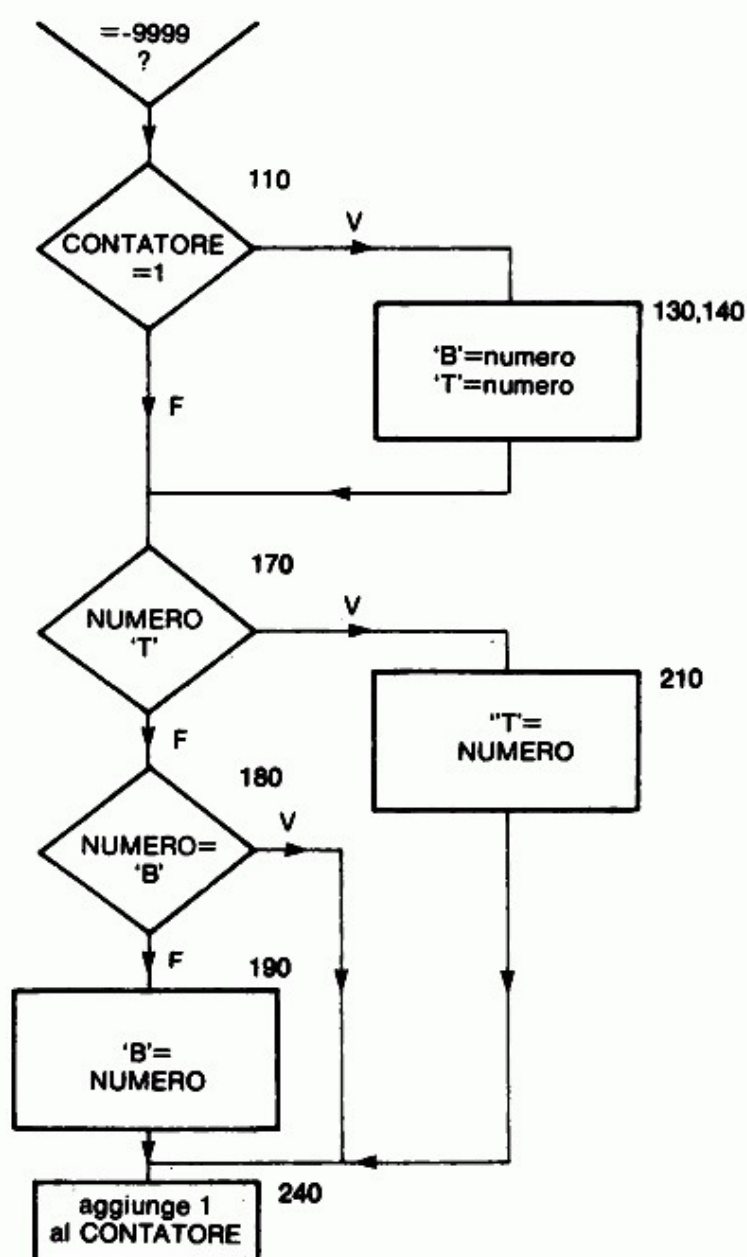 =-9999
?
110
CONTATORE
=1
V
130,140
'B'=numero
'T'=numero
F
170
NUMERO
'T'
V
210
"T'=
NUMERO
F
180
NUMERO=
'B'
V
F
190
'B'=
NUMERO
240
aggiunge 1
al CONTATORE